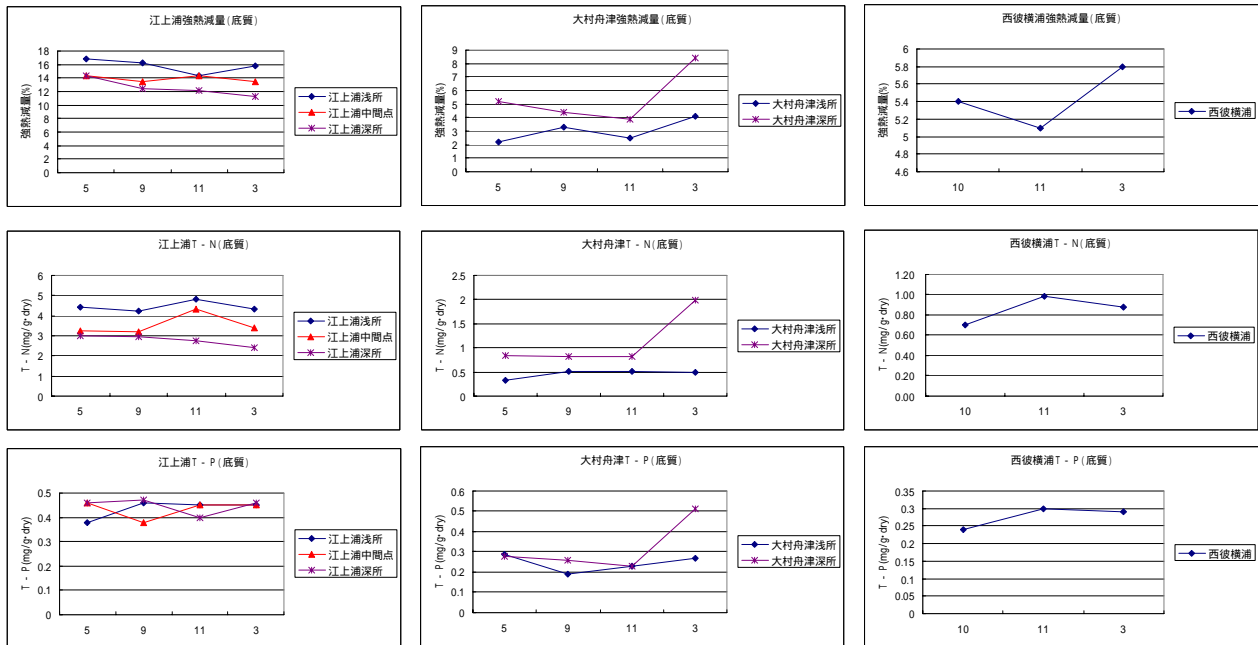 江上浦強熱減量(底質)
強熱減量(%)
18
16
14
12
10
8
6
4
2
0
5 9 11 3
江上浦浅所
江上浦中間点
江上浦深所
大村舟津強熱減量(底質)
強熱減量(%)
9
8
7
6
5
4
3
2
1
0
5 9 11 3
大村舟津浅所
大村舟津深所
西彼横浦強熱減量(底質)
強熱減量(%)
6
5.8
5.6
5.4
5.2
5
4.8
4.6
10 11 3
西彼横浦
江上浦T - N(底質)
T - N(mg/g・dry)
6
5
4
3
2
1
0
5 9 11 3
江上浦浅所
江上浦中間点
江上浦深所
大村舟津T - N(底質)
T - N(mg/g・dry)
2.5
2
1.5
1
0.5
0
5 9 11 3
大村舟津浅所
大村舟津深所
西彼横浦T - N(底質)
T - N(mg/g・dry)
1.20
1.00
0.80
0.60
0.40
0.20
0.00
10 11 3
西彼横浦
江上浦T - P(底質)
T - P(mg/g・dry)
0.5
0.4
0.3
0.2
0.1
0
5 9 11 3
江上浦浅所
江上浦中間点
江上浦深所
大村舟津T - P(底質)
T - P(mg/g・dry)
0.6
0.5
0.4
0.3
0.2
0.1
0
5 9 11 3
大村舟津浅所
大村舟津深所
西彼横浦T - P(底質)
T - P(mg/g・dry)
0.35
0.3
0.25
0.2
0.15
0.1
0.05
0
10 11 3
西彼横浦